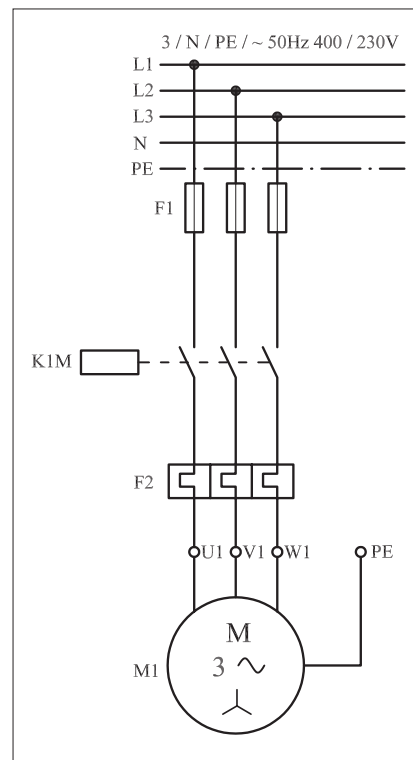 3 / N / PE / ~ 50Hz 400 / 230V
L1
L2
L3
N
PE
F1
K1M
F2
U1 V1 W1 PE
M
M1 3 ~